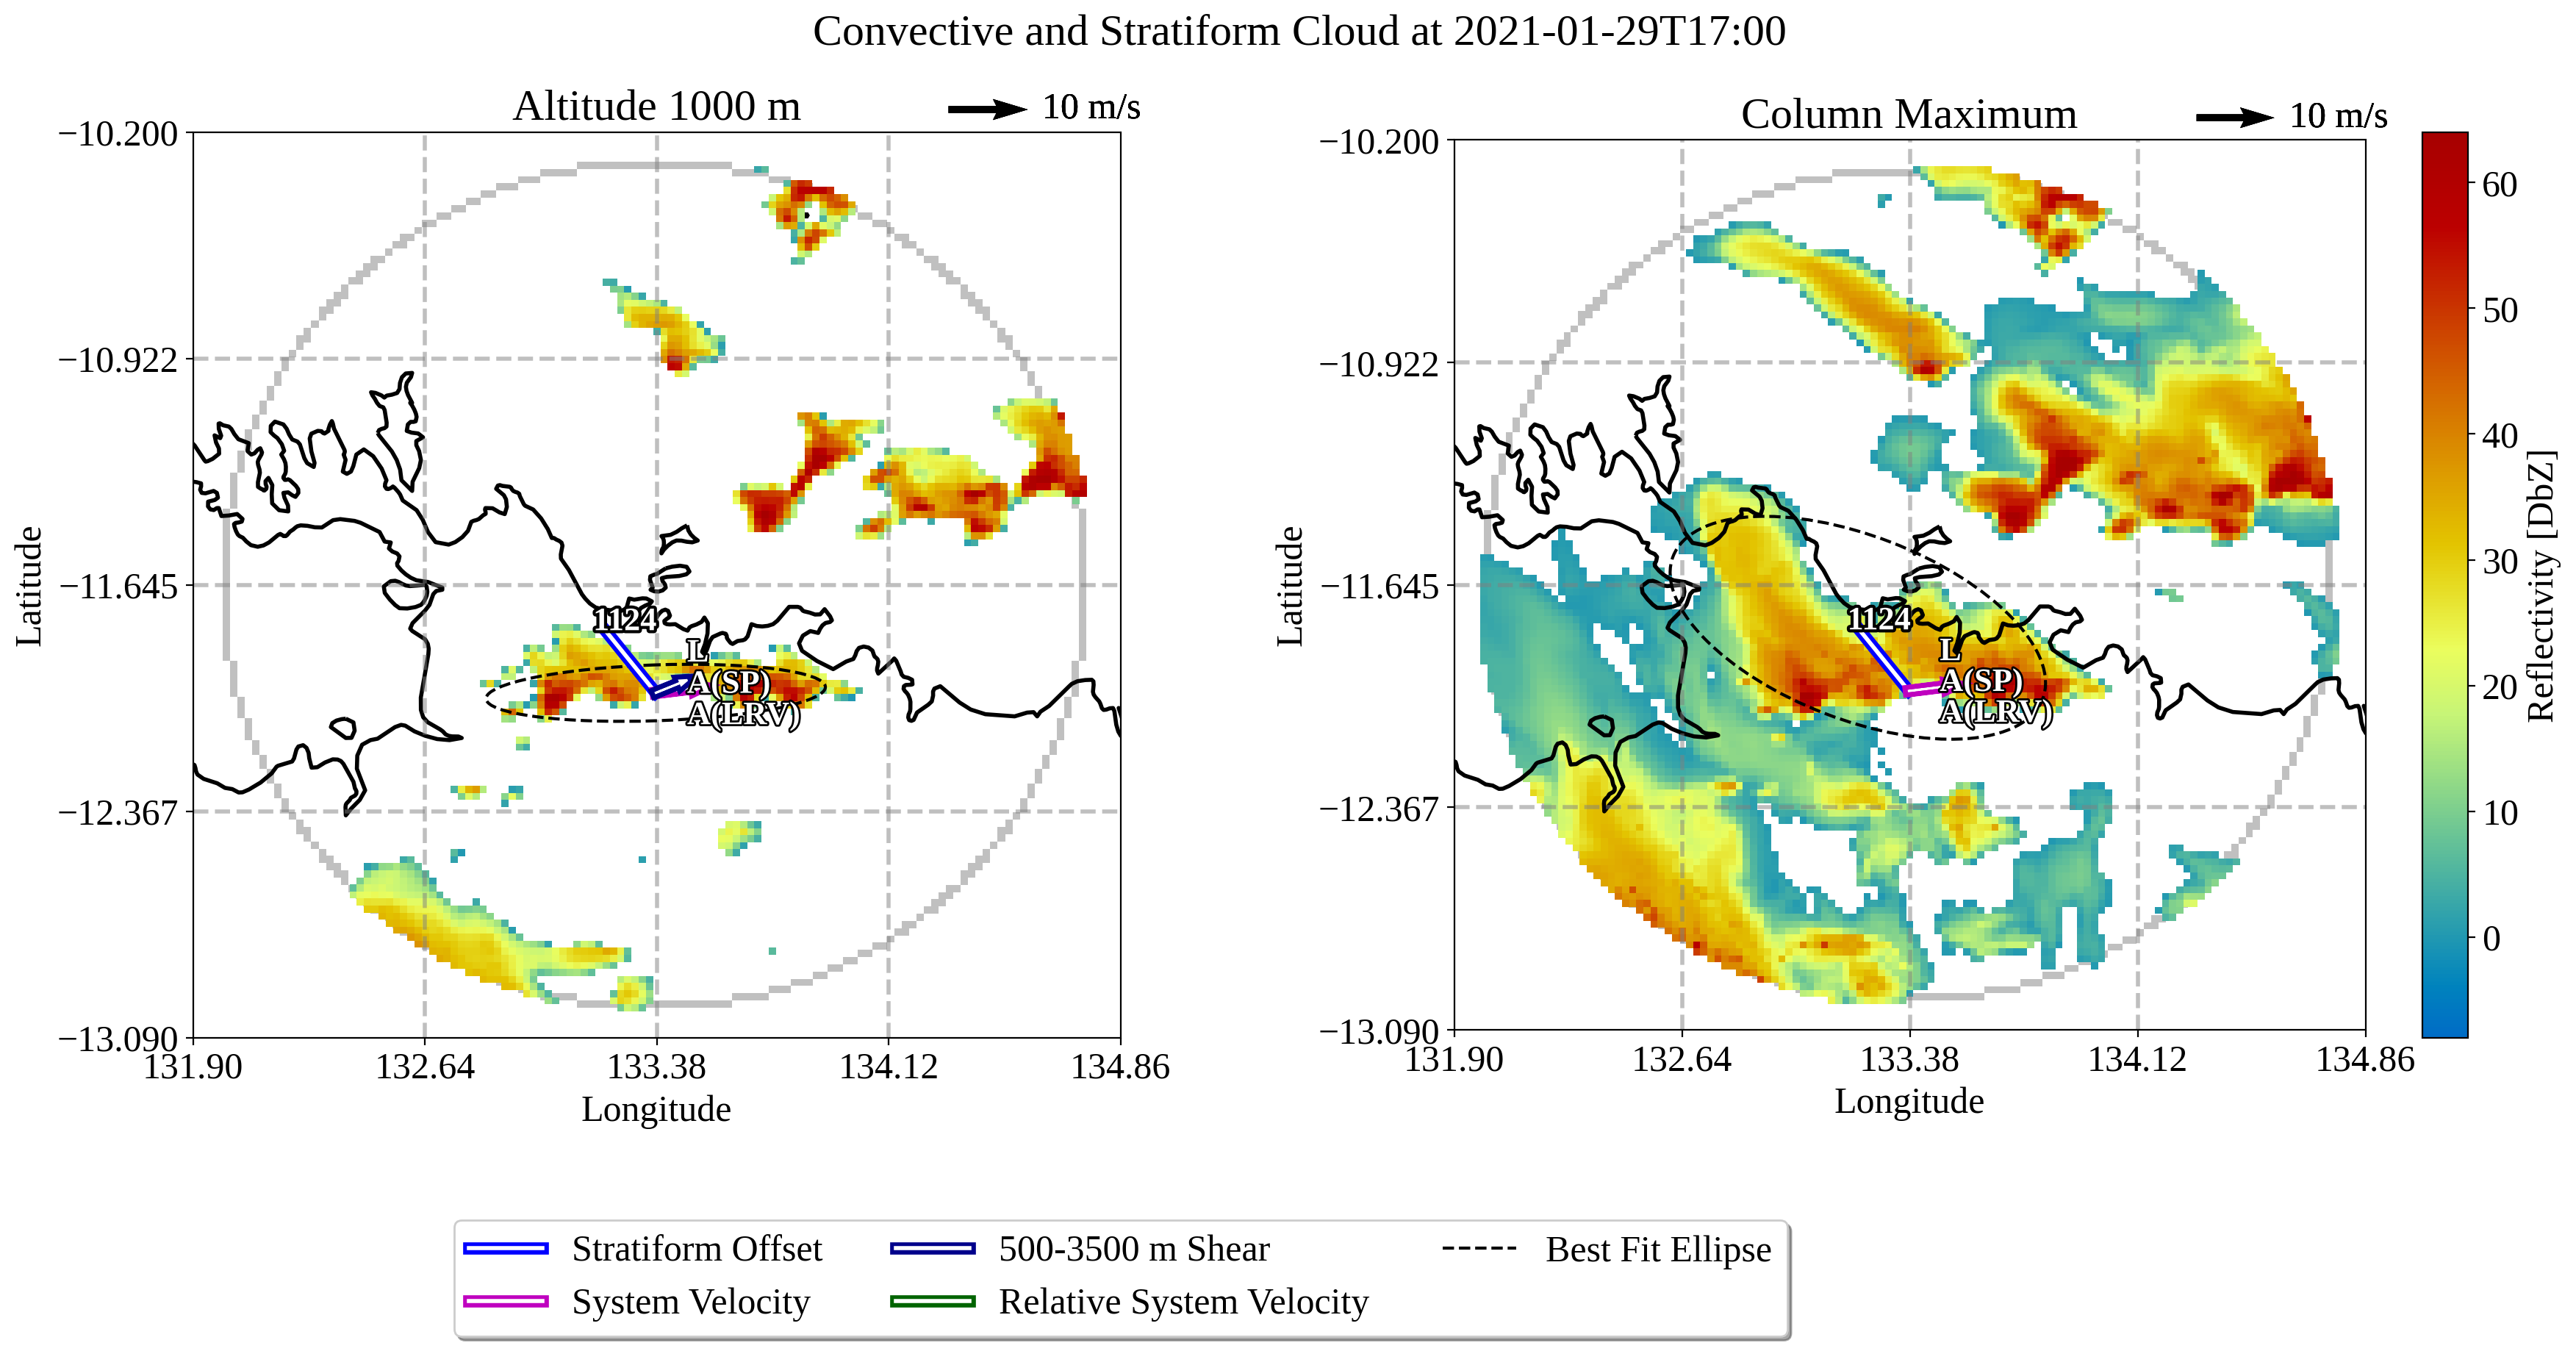 Convective and Stratiform Cloud at 2021-01-29T17:00
Altitude 1000 m
10 m/s
−10.200
−10.922
−11.645
−12.367
−13.090
Latitude
1124
L
A(SP)
A(LRV)
131.90
132.64
133.38
134.12
134.86
Longitude
Column Maximum
10 m/s
−10.200
−10.922
−11.645
−12.367
−13.090
Latitude
1124
L
A(SP)
A(LRV)
131.90
132.64
133.38
134.12
134.86
Longitude
60
50
40
30
20
10
0
Reflectivity [DbZ]
Stratiform Offset
System Velocity
500-3500 m Shear
Relative System Velocity
Best Fit Ellipse